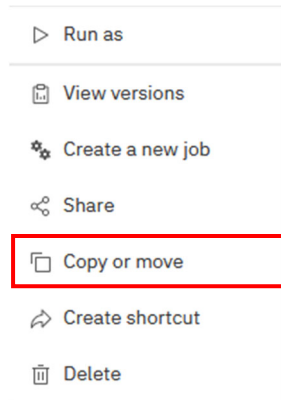 Run as
View versions
Create a new job
Share
Copy or move
Create shortcut
Delete